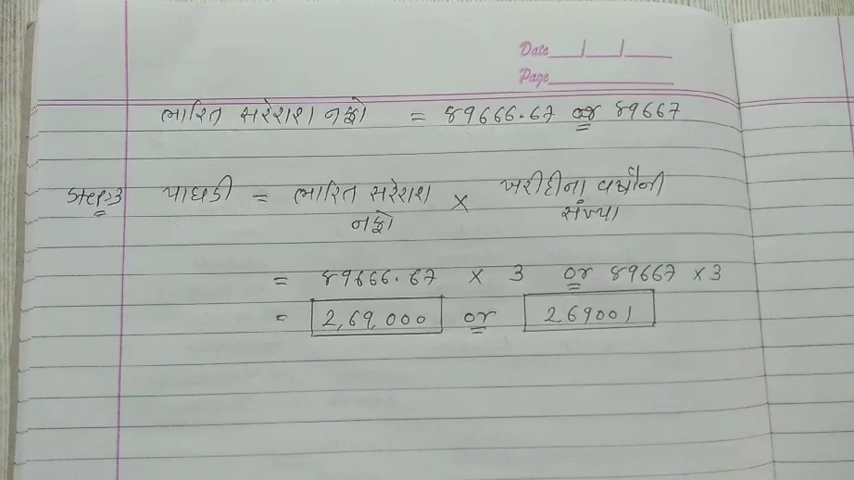 Date
Page
ભારિત સરેરાશ નફો = 89666.67 or 89667
Step:3 પાઘડી = ભારિત સરેરાશ નફો × ખરીદીના વર્ષોની સંખ્યા
= 89666.67 × 3 or 89667 × 3
= 2,69,000 or 269001